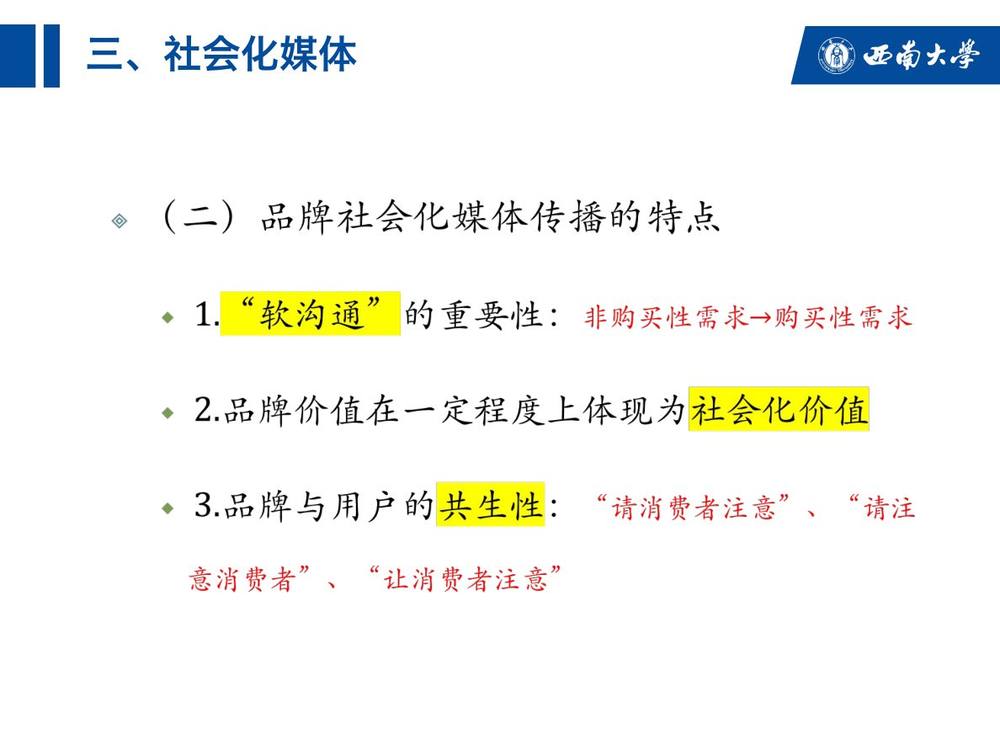 三、社会化媒体
西南大学
（二）品牌社会化媒体传播的特点
1.“软沟通”的重要性：非购买性需求→购买性需求
2.品牌价值在一定程度上体现为社会化价值
3.品牌与用户的共生性：“请消费者注意”、“请注
意消费者”、“让消费者注意”